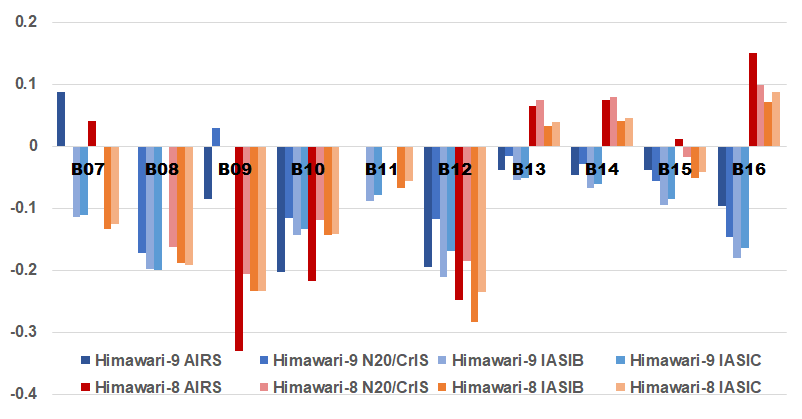 0.2
0.1
0
B07 B08 B09 B10 B11 B12 B13 B14 B15 B16
-0.1
-0.2
-0.3
Himawari-9 AIRS Himawari-9 N20/CrIS Himawari-9 IASIB Himawari-9 IASIC
Himawari-8 AIRS Himawari-8 N20/CrIS Himawari-8 IASIB Himawari-8 IASIC
-0.4